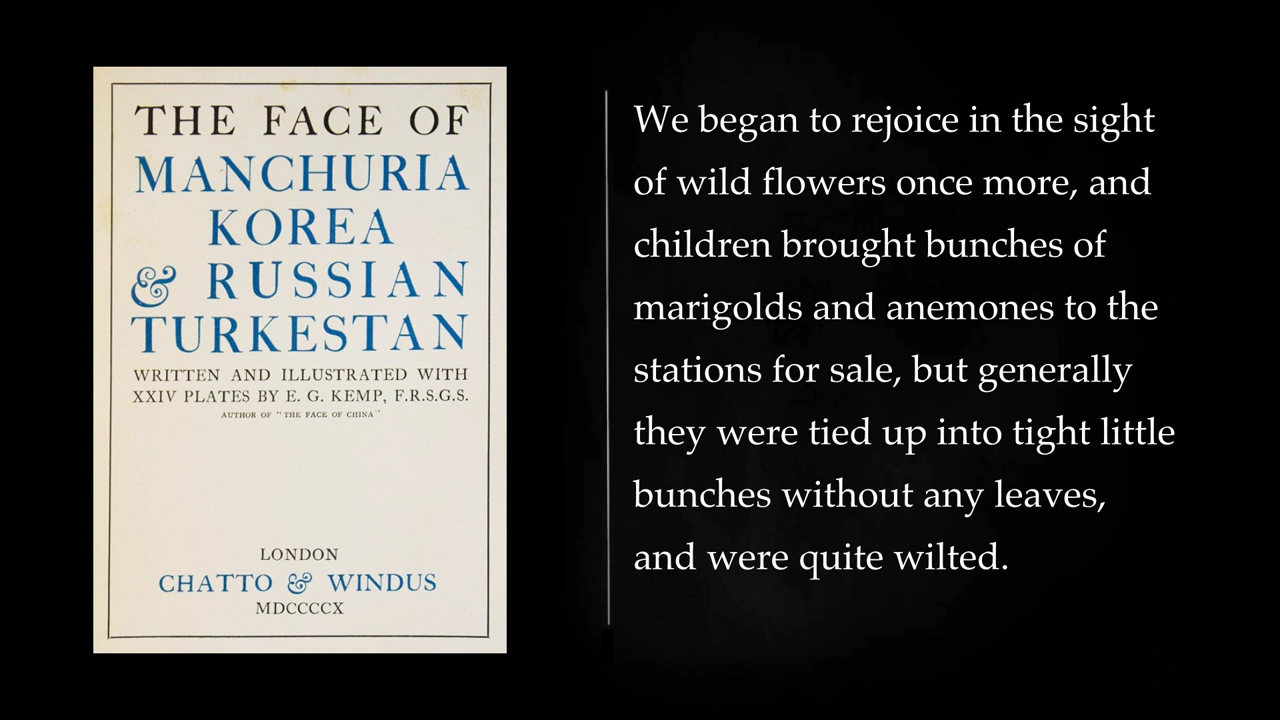 THE FACE OF
MANCHURIA
KOREA
& RUSSIAN
TURKESTAN
WRITTEN AND ILLUSTRATED WITH
XXIV PLATES BY E. G. KEMP, F.R.S.G.S.
AUTHOR OF "THE FACE OF CHINA"
LONDON
CHATTO & WINDUS
MDCCCCX
We began to rejoice in the sight
of wild flowers once more, and
children brought bunches of
marigolds and anemones to the
stations for sale, but generally
they were tied up into tight little
bunches without any leaves,
and were quite wilted.